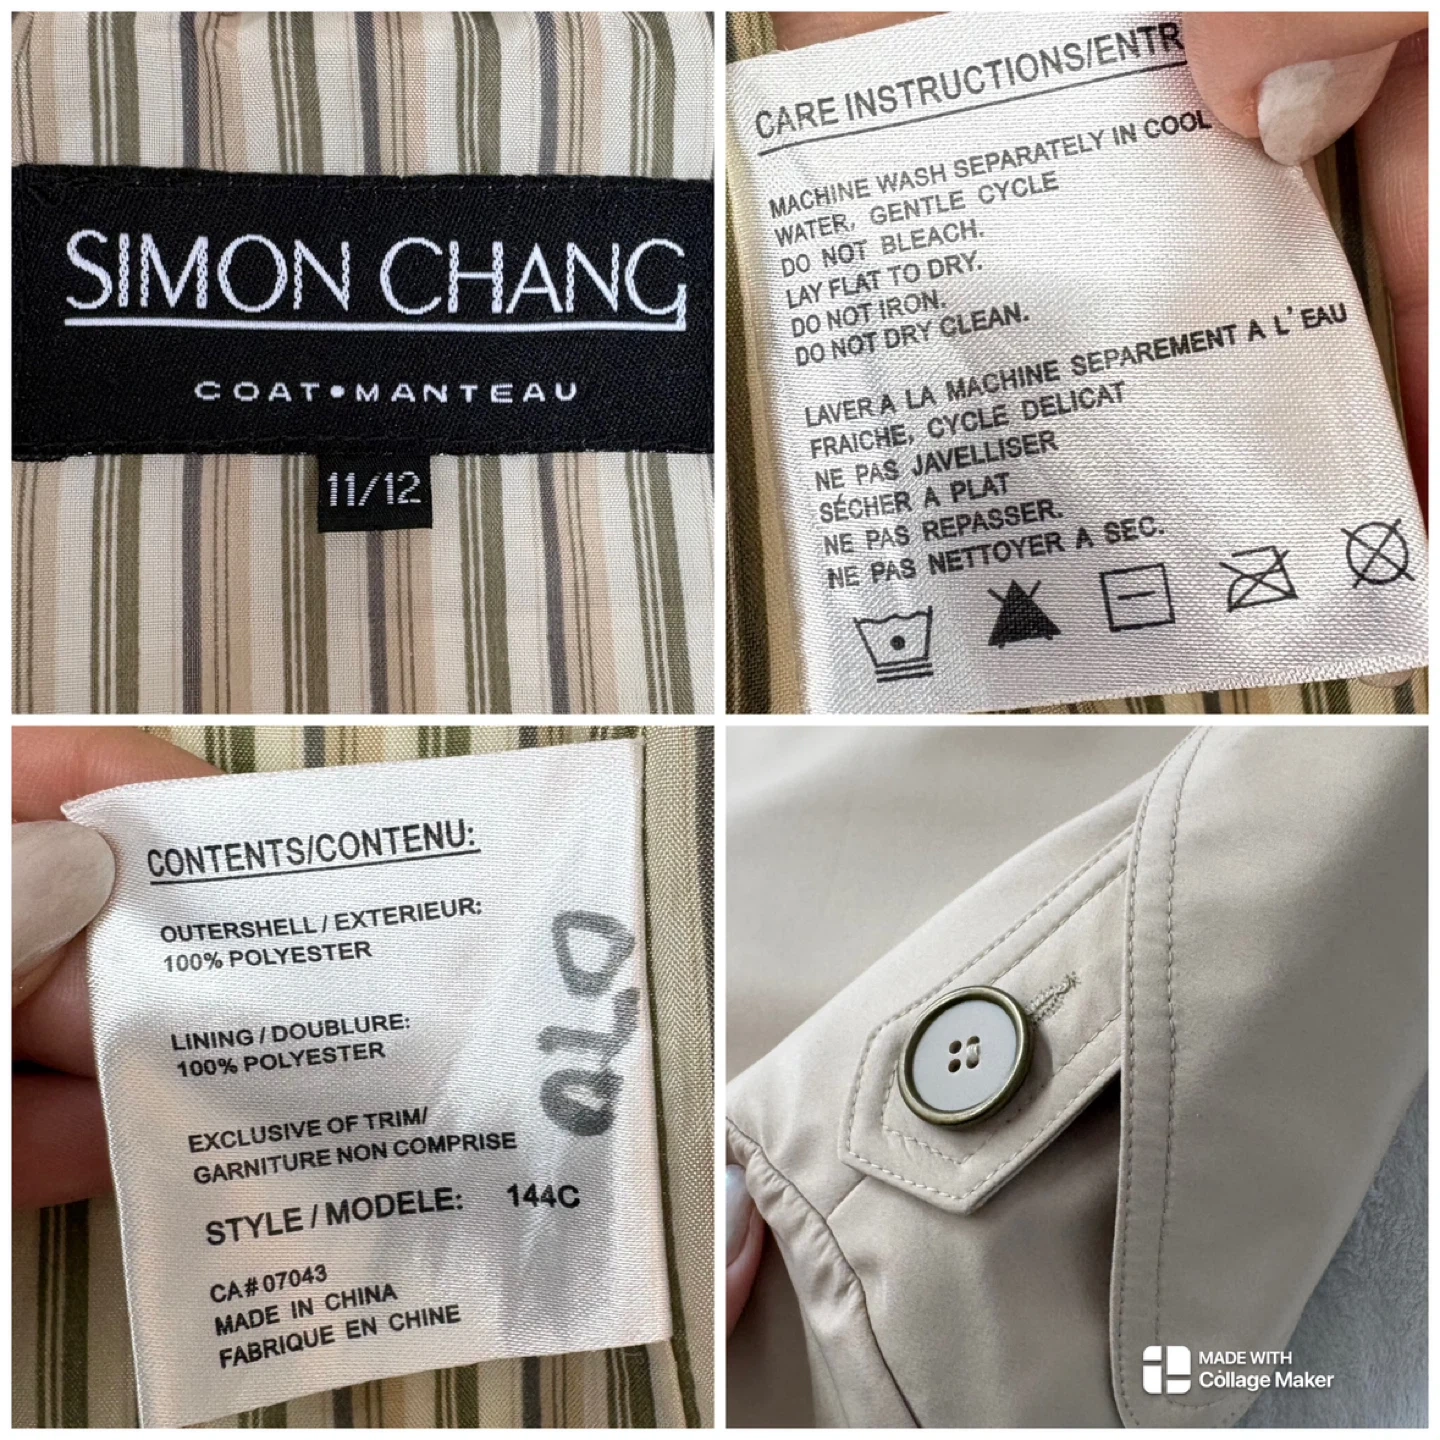 SIMON CHANG
COAT•MANTEAU
11/12
CARE INSTRUCTIONS/ENTR
MACHINE WASH SEPARATELY IN COOL
WATER, GENTLE CYCLE
DO NOT BLEACH.
LAY FLAT TO DRY.
DO NOT IRON.
DO NOT DRY CLEAN.
LAVER A LA MACHINE SEPAREMENT A L'EAU
FRAICHE, CYCLE DELICAT
NE PAS JAVELLISER
SÉCHER A PLAT
NE PAS REPASSER.
NE PAS NETTOYER A SEC.
CONTENTS/CONTENU:
OUTERSHELL / EXTERIEUR:
100% POLYESTER
LINING / DOUBLURE:
100% POLYESTER
EXCLUSIVE OF TRIM/
GARNITURE NON COMPRISE
STYLE / MODELE: 144C
CA# 07043
MADE IN CHINA
FABRIQUE EN CHINE
MADE WITH
Collage Maker